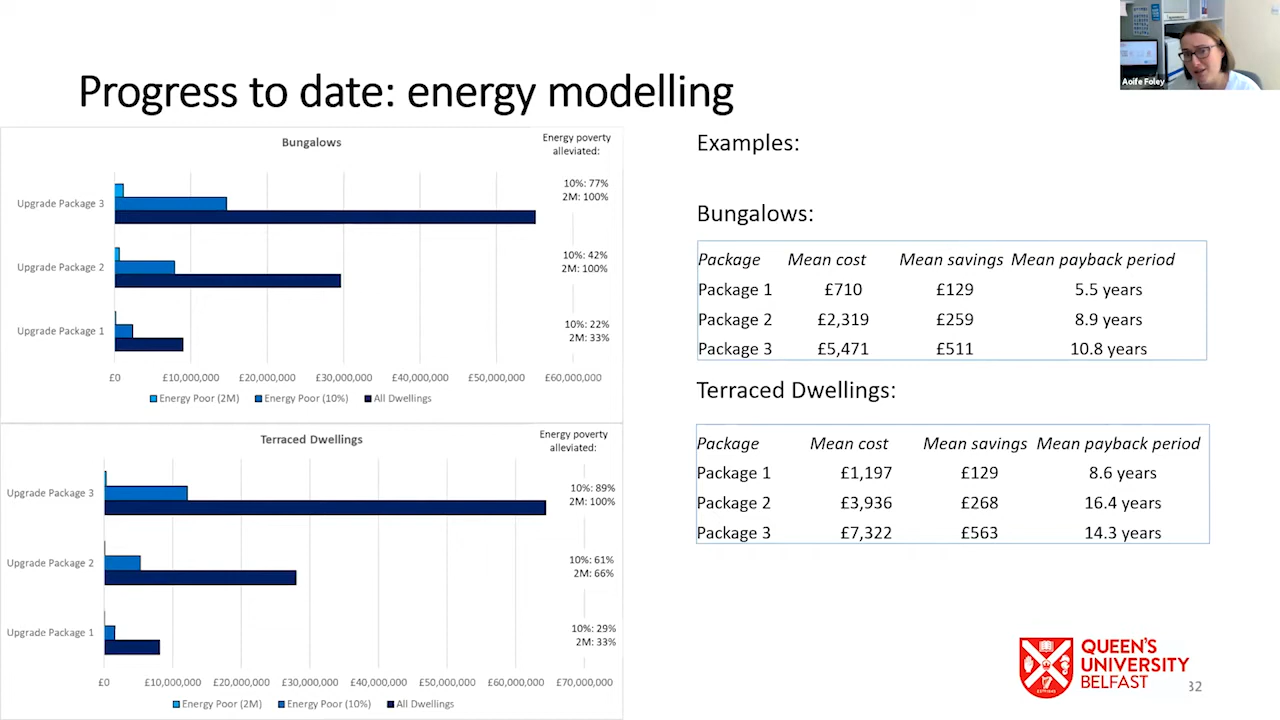 Aoife Foley
Progress to date: energy modelling
Bungalows
Energy poverty
alleviated:
Upgrade Package 3
10%: 77%
2M: 100%
Upgrade Package 2
10%: 42%
2M: 100%
Upgrade Package 1
10%: 22%
2M: 33%
£0 £10,000,000 £20,000,000 £30,000,000 £40,000,000 £50,000,000 £60,000,000
Energy Poor (2M) Energy Poor (10%) All Dwellings
Terraced Dwellings
Energy poverty
alleviated:
Upgrade Package 3
10%: 89%
2M: 100%
Upgrade Package 2
10%: 61%
2M: 66%
Upgrade Package 1
10%: 29%
2M: 33%
£0 £10,000,000 £20,000,000 £30,000,000 £40,000,000 £50,000,000 £60,000,000 £70,000,000
Energy Poor (2M) Energy Poor (10%) All Dwellings
Examples:
Bungalows:
Package Mean cost Mean savings Mean payback period
Package 1 £710 £129 5.5 years
Package 2 £2,319 £259 8.9 years
Package 3 £5,471 £511 10.8 years
Terraced Dwellings:
Package Mean cost Mean savings Mean payback period
Package 1 £1,197 £129 8.6 years
Package 2 £3,936 £268 16.4 years
Package 3 £7,322 £563 14.3 years
QUEEN'S
UNIVERSITY
BELFAST
32